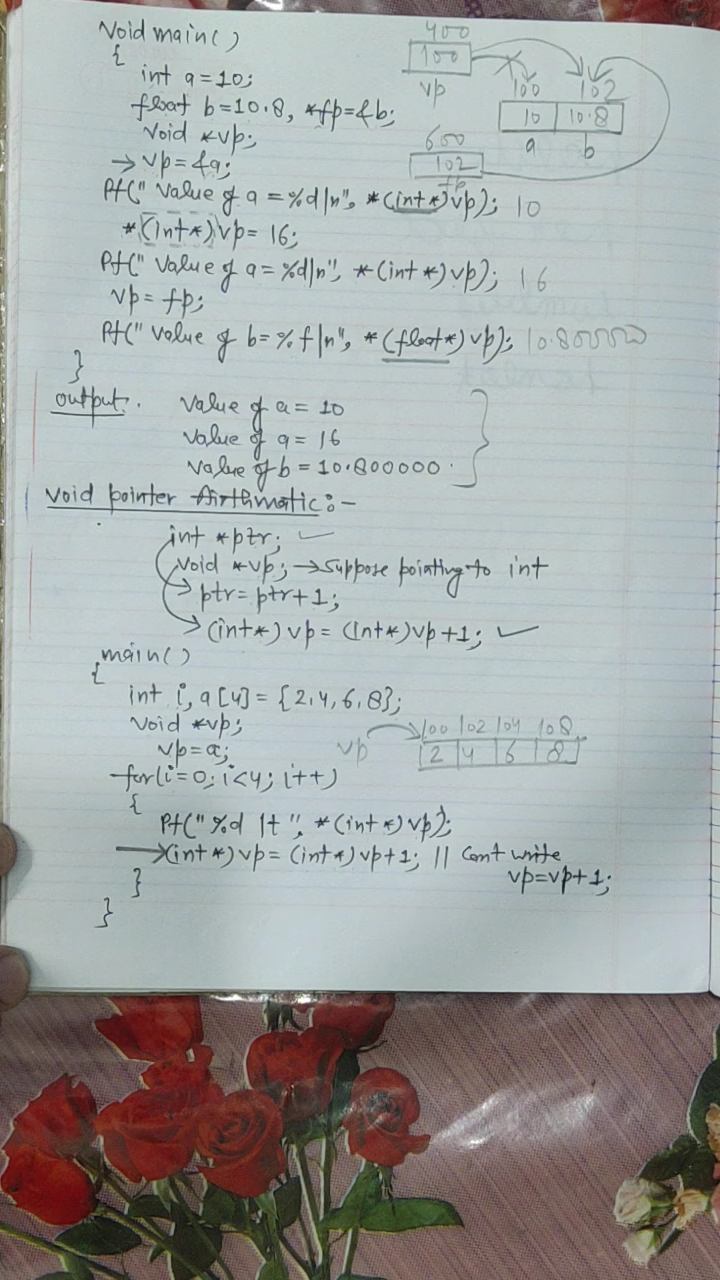 Void main()
{
int a=10;
float b=10.8, *fp=&b;
Void *vp;
→ vp=&a;
Pf(" Value of a = %d\n", *(int*)vp); 10
*(int*)vp= 16;
Pf(" Value of a= %d\n", *(int*)vp); 16
vp= fp;
Pf(" Value of b= %f\n", *(float*)vp); 10.800000
}
400
100
vp
100 102
10 10.8
a b
600
102
fp
output:
Value of a= 10
Value of a= 16
Value of b= 10.800000.
Void pointer Airthmatic:-
int *ptr; ✓
Void *vp; → Suppose pointing to int
ptr= ptr+1;
(int*) vp= (int*)vp+1; ✓
main()
{
int i, a[4] = {2,4,6,8};
Void *vp;
vp=a;
for(i=0; i<4; i++)
{
Pf("%d \t ", *(int*)vp);
→ (int*)vp= (int*)vp+1; // Can't write
vp=vp+1;
}
}
vp
100 102 104 108
2 4 6 8